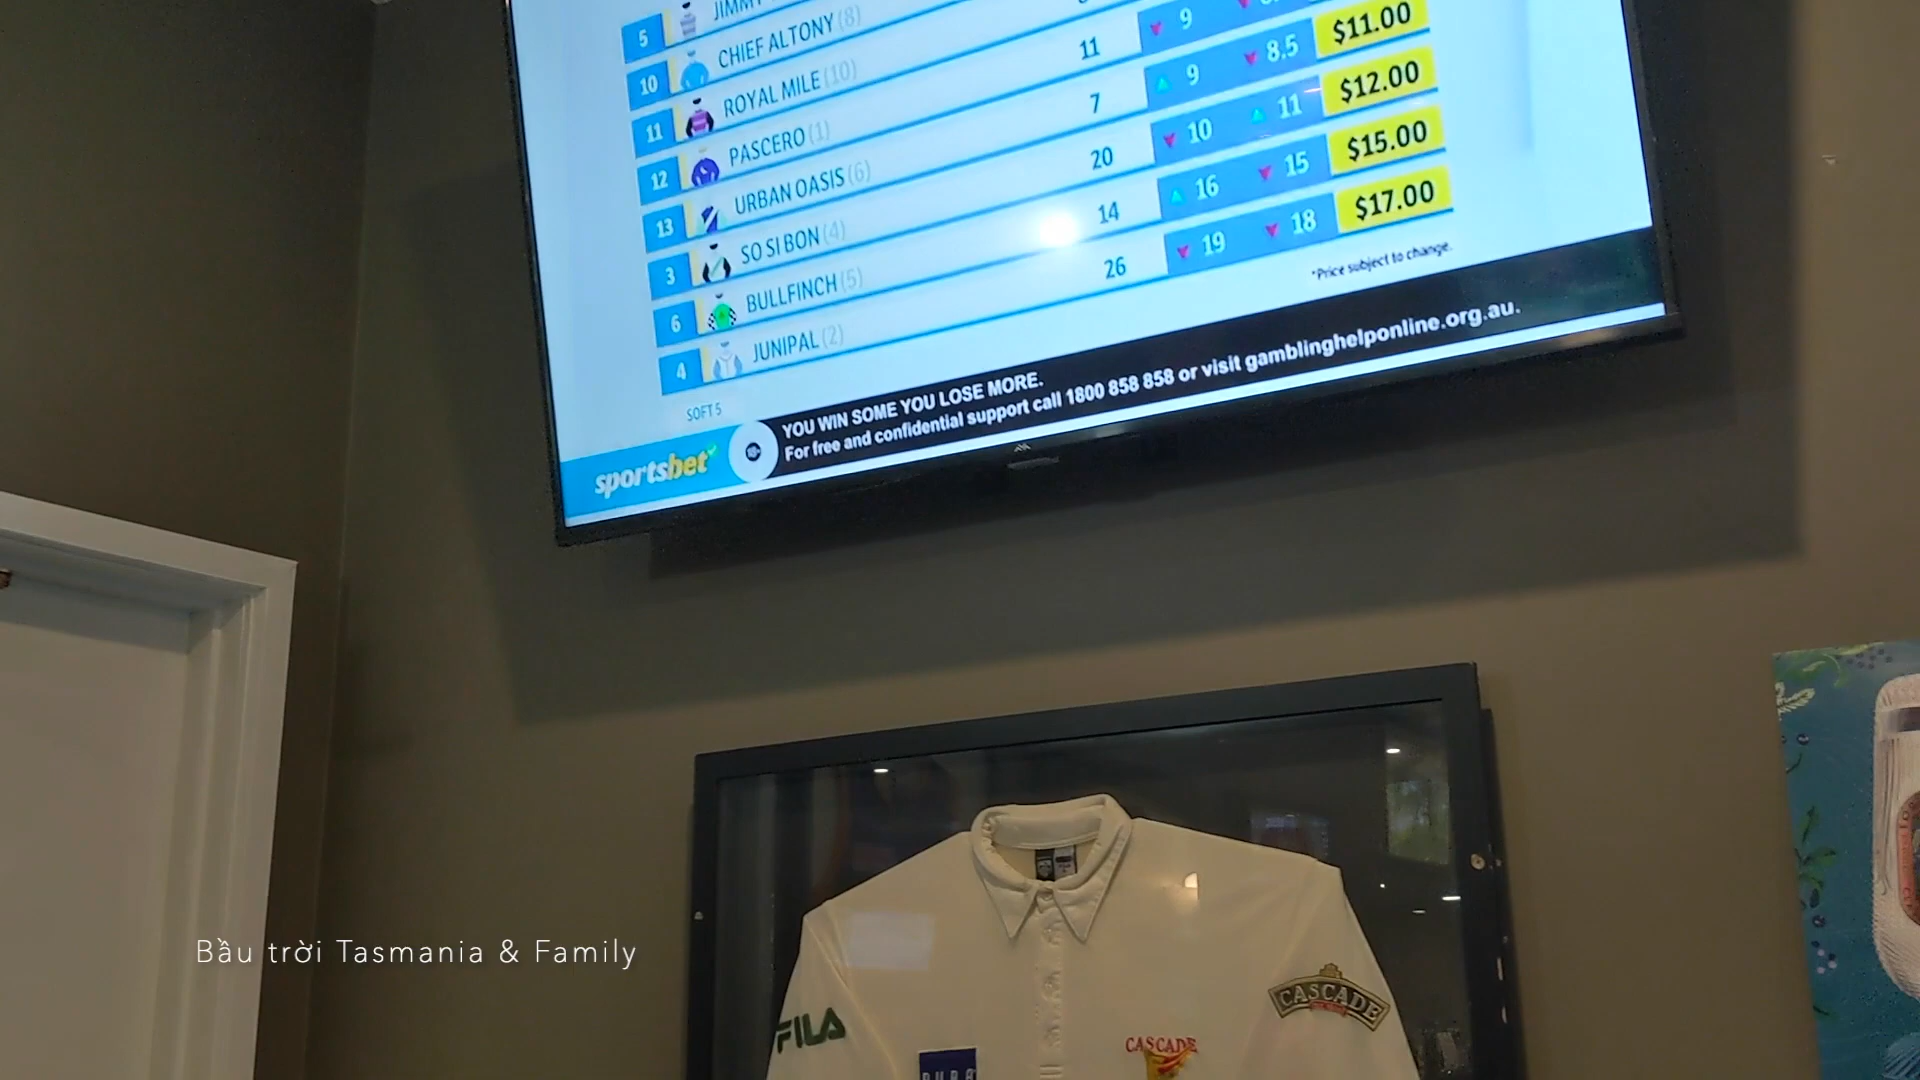 5 JIMMY
10 CHIEF ALTONY (8) 9
11 ROYAL MILE (10) 11 9 8.5 $11.00
12 PASCERO (1) 7 10 11 $12.00
13 URBAN OASIS (6) 20 16 15 $15.00
3 SO SI BON (4) 14 19 18 $17.00
6 BULLFINCH (5) 26
4 JUNIPAL (2)
*Price subject to change.
SOFT 5
sportsbet
18+
YOU WIN SOME YOU LOSE MORE.
For free and confidential support call 1800 858 858 or visit gamblinghelponline.org.au.
Bầu trời Tasmania & Family
FILA
CASCADE
CASCADE